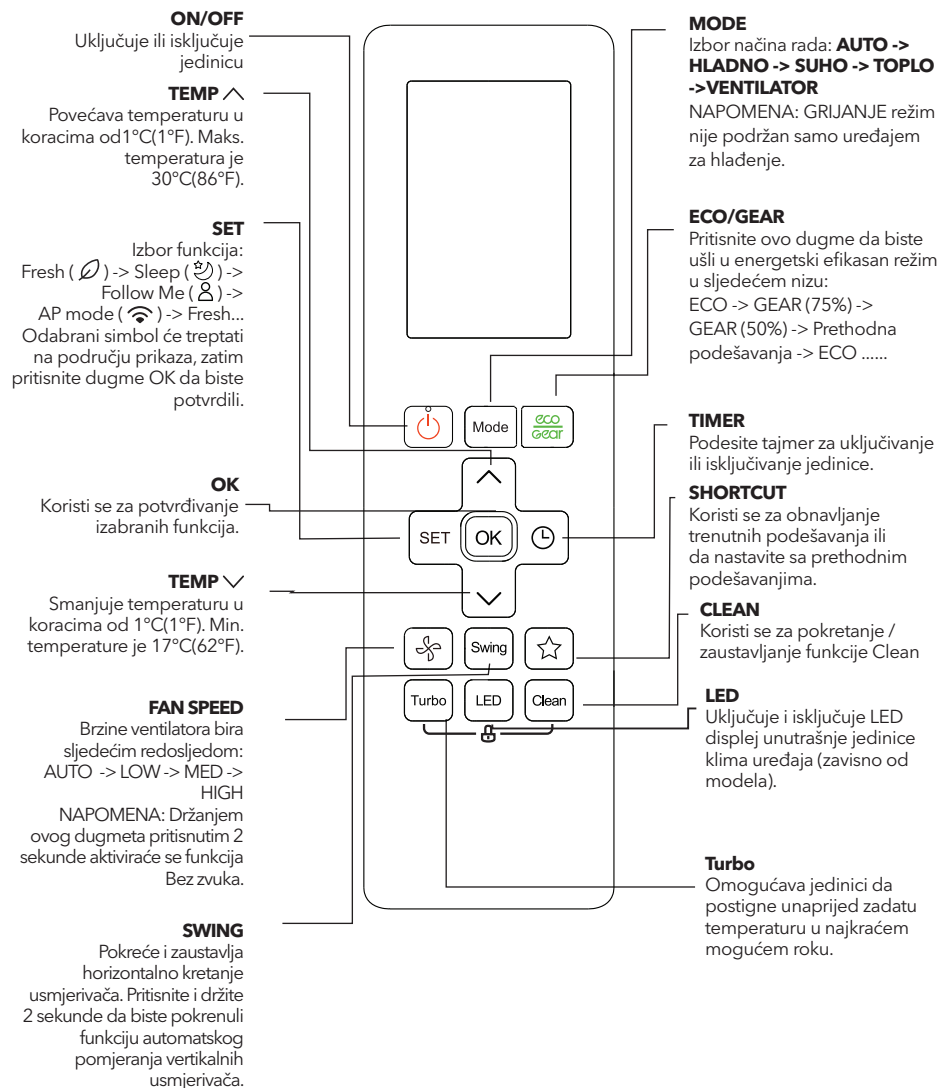 ON/OFF
Uključuje ili isključuje
jedinicu
TEMP
Povećava temperaturu u
koracima od1°C(1°F). Maks.
temperatura je
30°C(86°F).
SET
Izbor funkcija:
Fresh ( ) -> Sleep ( ) ->
Follow Me ( ) ->
AP mode ( ) -> Fresh...
Odabrani simbol će treptati
na području prikaza, zatim
pritisnite dugme OK da biste
potvrdili.
OK
Koristi se za potvrđivanje
izabranih funkcija.
TEMP
Smanjuje temperaturu u
koracima od 1°C(1°F). Min.
temperature je 17°C(62°F).
FAN SPEED
Brzine ventilatora bira
sljedećim redosljedom:
AUTO -> LOW -> MED ->
HIGH
NAPOMENA: Držanjem
ovog dugmeta pritisnutim 2
sekunde aktiviraće se funkcija
Bez zvuka.
SWING
Pokreće i zaustavlja
horizontalno kretanje
usmjerivača. Pritisnite i držite
2 sekunde da biste pokrenuli
funkciju automatskog
pomjeranja vertikalnih
usmjerivača.
Mode
eco
Gear
SET
OK
Swing
Turbo
LED
Clean
MODE
Izbor načina rada: AUTO ->
HLADNO -> SUHO -> TOPLO
->VENTILATOR
NAPOMENA: GRIJANJE režim
nije podržan samo uređajem
za hlađenje.
ECO/GEAR
Pritisnite ovo dugme da biste
ušli u energetski efikasan režim
u sljedećem nizu:
ECO -> GEAR (75%) ->
GEAR (50%) -> Prethodna
podešavanja -> ECO ......
TIMER
Podesite tajmer za uključivanje
ili isključivanje jedinice.
SHORTCUT
Koristi se za obnavljanje
trenutnih podešavanja ili
da nastavite sa prethodnim
podešavanjima.
CLEAN
Koristi se za pokretanje /
zaustavljanje funkcije Clean
LED
Uključuje i isključuje LED
displej unutrašnje jedinice
klima uređaja (zavisno od
modela).
Turbo
Omogućava jedinici da
postigne unaprijed zadatu
temperaturu u najkraćem
mogućem roku.